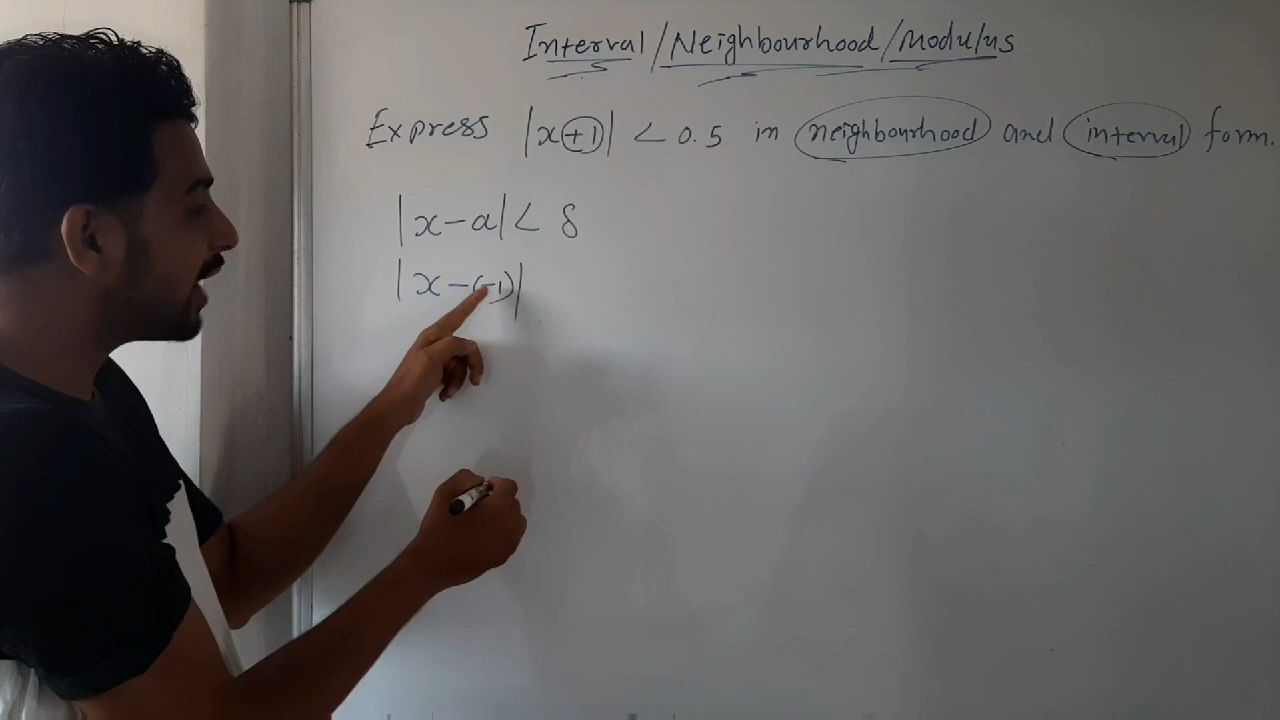 Interval/Neighbourhood/Modulus
Express |x+1| < 0.5 in neighbourhood and interval form.
|x-a| < δ
|x-(-1)|